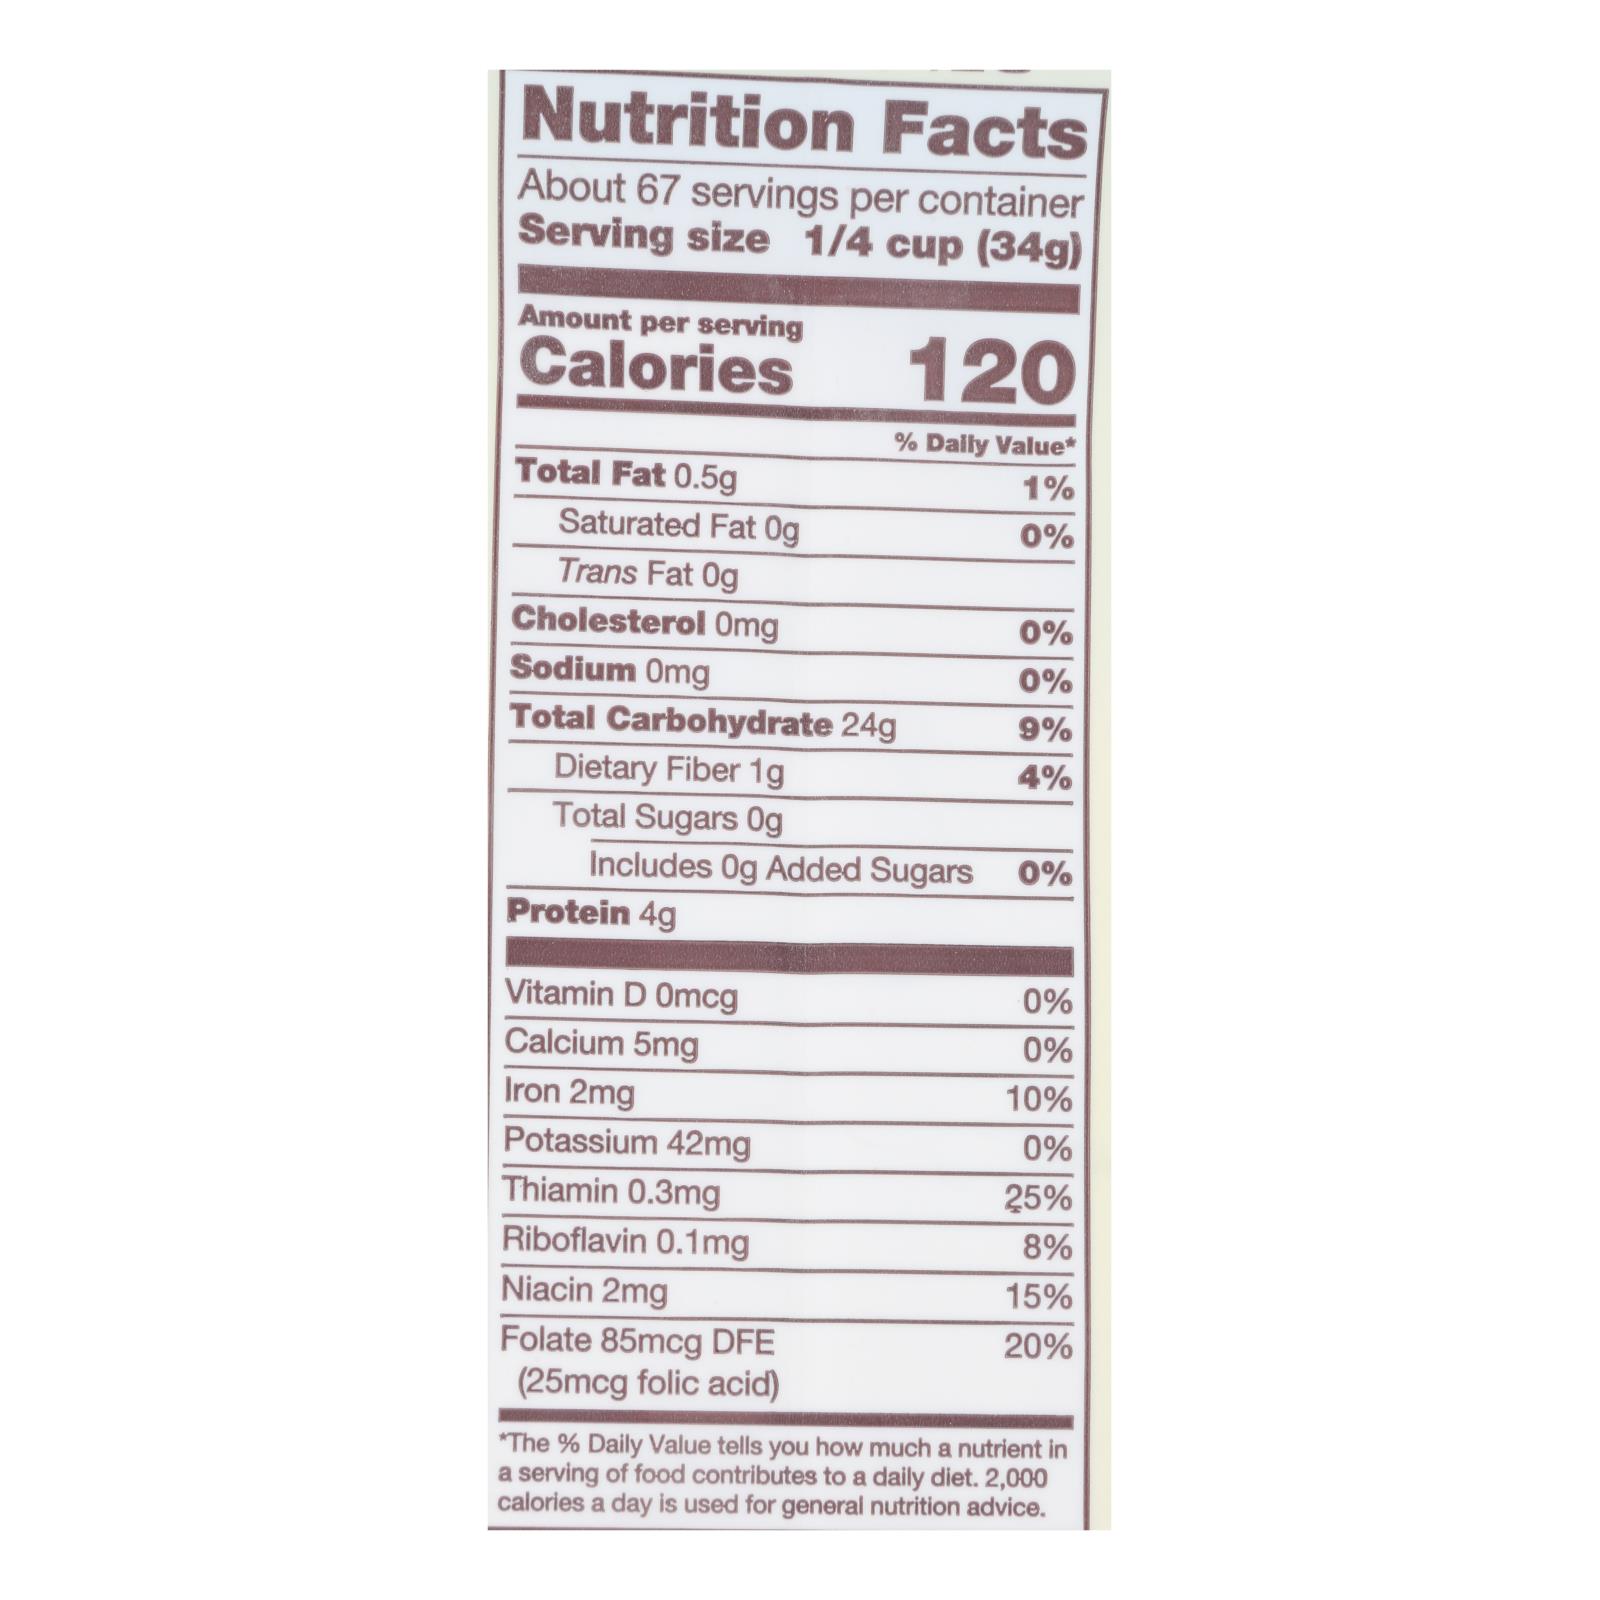 Nutrition Facts
About 67 servings per container
Serving size 1/4 cup (34g)
Amount per serving
Calories 120
% Daily Value*
Total Fat 0.5g 1%
Saturated Fat 0g 0%
Trans Fat 0g
Cholesterol 0mg 0%
Sodium 0mg 0%
Total Carbohydrate 24g 9%
Dietary Fiber 1g 4%
Total Sugars 0g
Includes 0g Added Sugars 0%
Protein 4g
Vitamin D 0mcg 0%
Calcium 5mg 0%
Iron 2mg 10%
Potassium 42mg 0%
Thiamin 0.3mg 25%
Riboflavin 0.1mg 8%
Niacin 2mg 15%
Folate 85mcg DFE 20%
(25mcg folic acid)
*The % Daily Value tells you how much a nutrient in
a serving of food contributes to a daily diet. 2,000
calories a day is used for general nutrition advice.